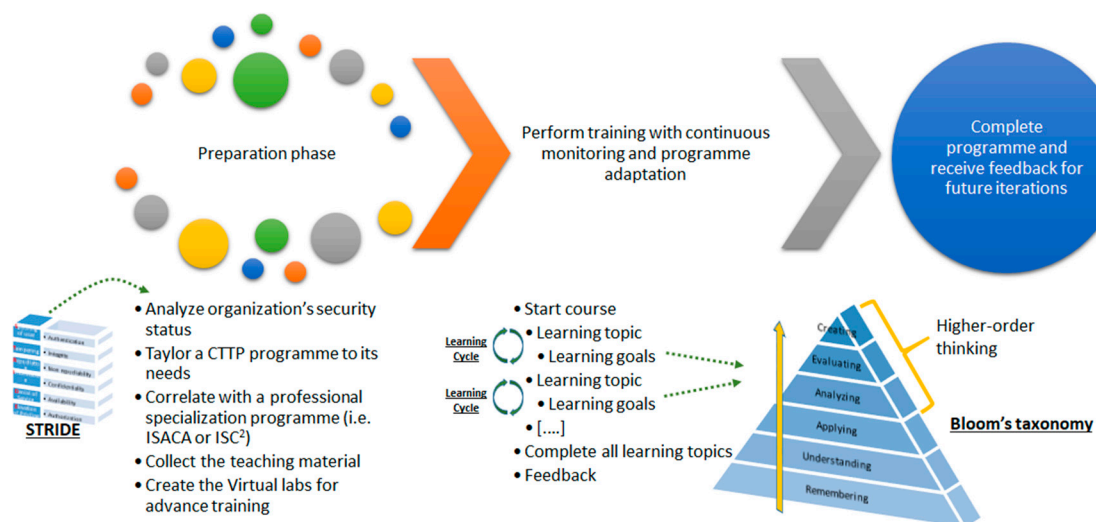 Preparation phase
Perform training with continuous
monitoring and programme
adaptation
Complete
programme and
receive feedback for
future iterations
• Analyze organization's security
status
• Taylor a CTTP programme to its
needs
• Correlate with a professional
specialization programme (i.e.
ISACA or ISC²)
• Collect the teaching material
• Create the Virtual labs for
advance training
Authentication
Integrity
Non-repudiability
Confidentiality
Availability
Authorization
STRIDE
• Start course
• Learning topic
• Learning goals
• Learning topic
• Learning goals
• [....]
• Complete all learning topics
• Feedback
Learning
Cycle
Learning
Cycle
Creating
Evaluating
Analyzing
Applying
Understanding
Remembering
Higher-order
thinking
Bloom's taxonomy